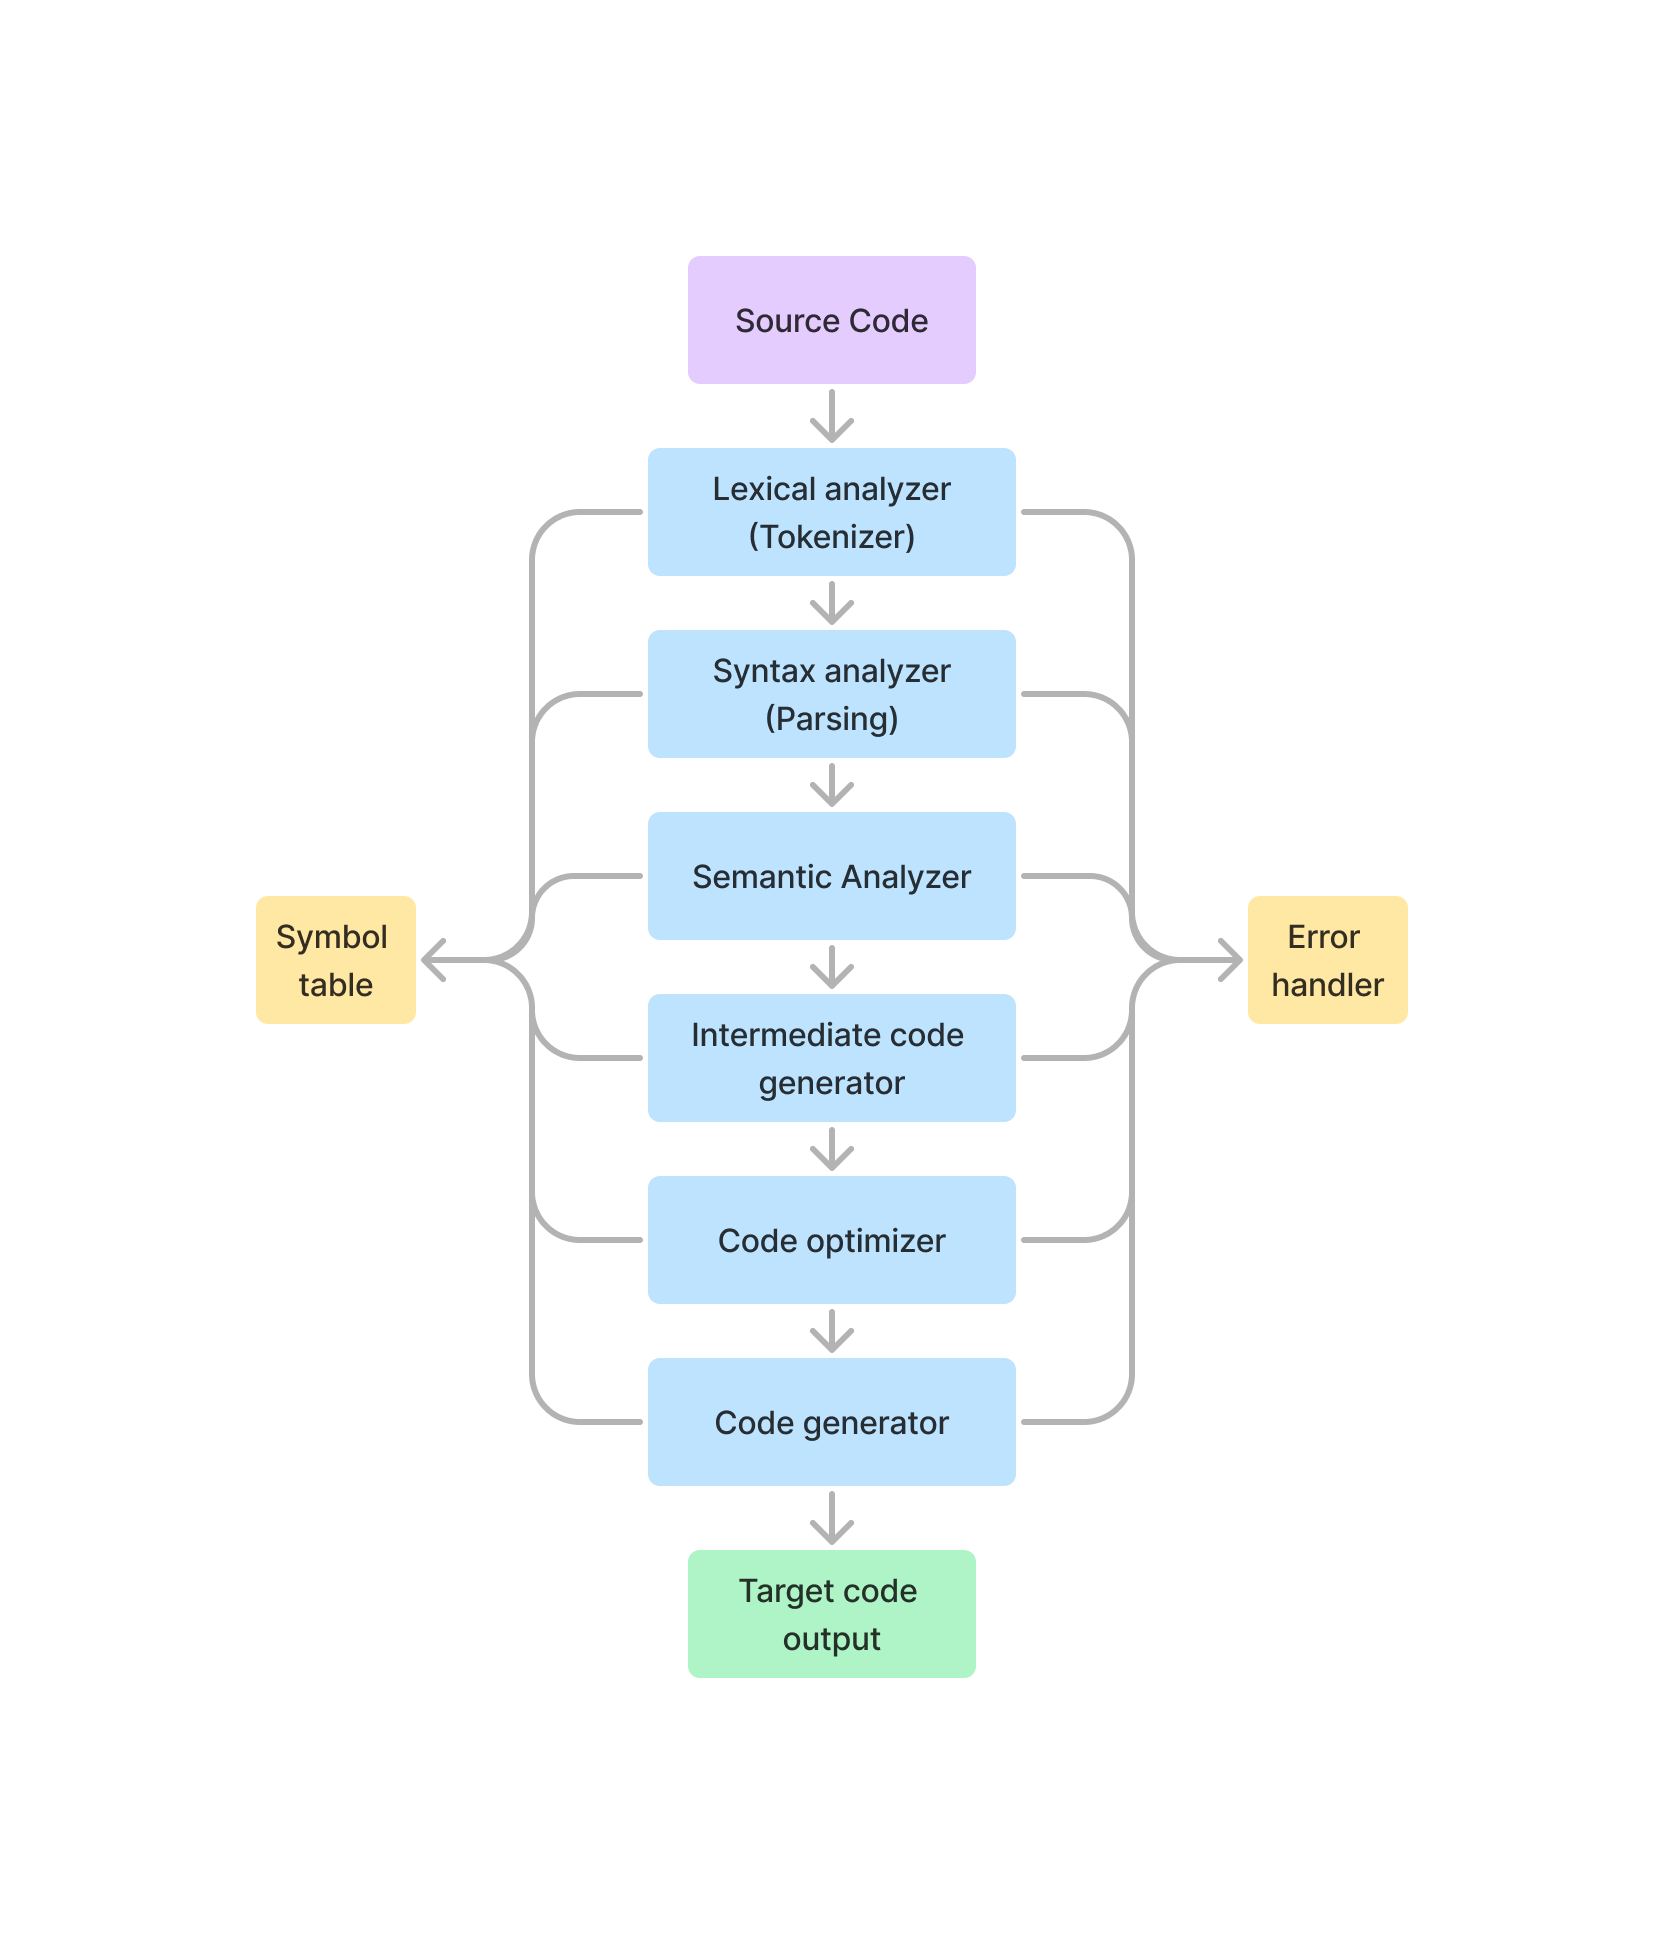 Source Code
Lexical analyzer
(Tokenizer)
Syntax analyzer
(Parsing)
Semantic Analyzer
Symbol
table
Error
handler
Intermediate code
generator
Code optimizer
Code generator
Target code
output